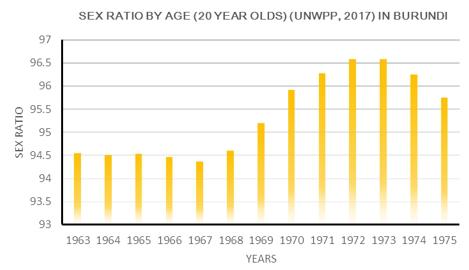 SEX RATIO BY AGE (20 YEAR OLDS) (UNWPP, 2017) IN BURUNDI
97
96.5
96
95.5
95
94.5
94
93.5
93
SEX RATIO
1963 1964 1965 1966 1967 1968 1969 1970 1971 1972 1973 1974 1975
YEARS